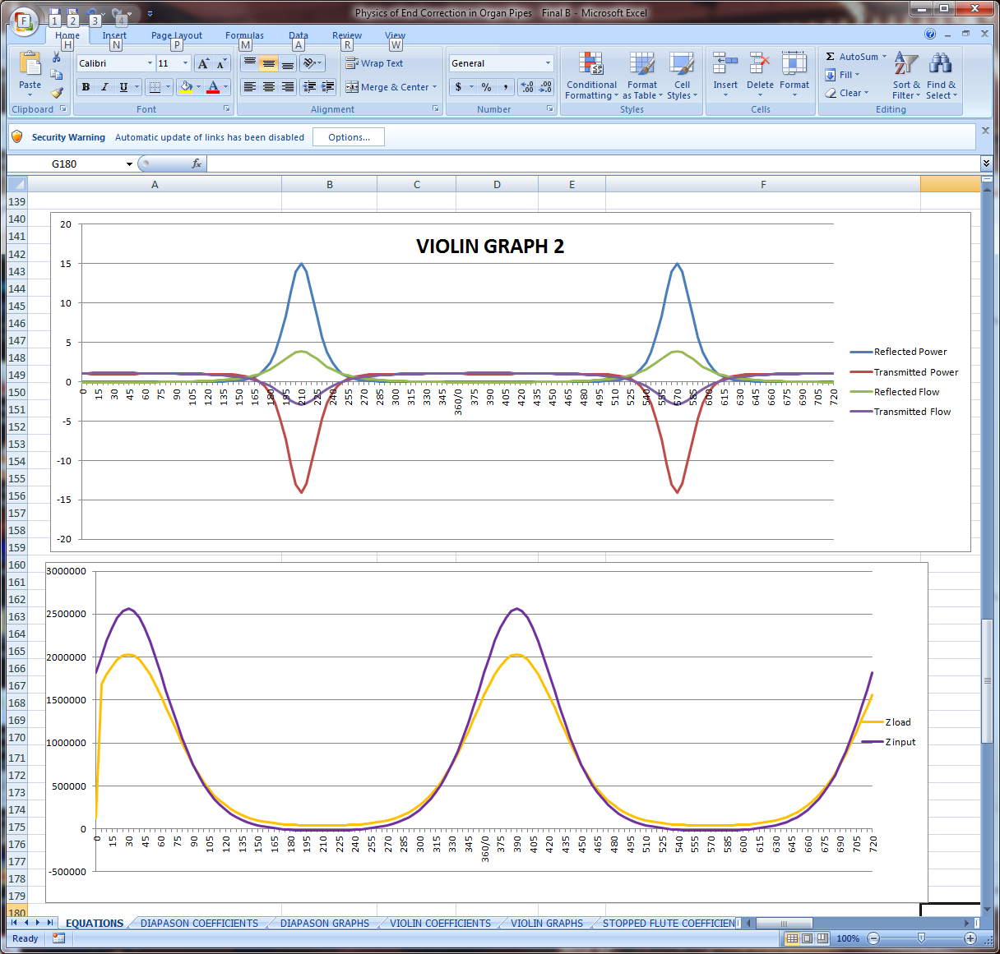 Physics of End Correction in Organ Pipes Final B - Microsoft Excel
F 1 2 3 4
Home Insert Page Layout Formulas Data Review View
H N P M A R W
Paste Calibri 11 Wrap Text General Conditional Formatting Format as Table Cell Styles Insert Delete Format AutoSum Fill Clear Sort & Filter Find & Select
B I U A Merge & Center $ % ,
Clipboard Font Alignment Number Styles Cells Editing
Security Warning Automatic update of links has been disabled Options...
G180 fx
A B C D E F
139
140
141
142
143
144
145
146
147
148
149
150
151
152
153
154
155
156
157
158
159
160
161
162
163
164
165
166
167
168
169
170
171
172
173
174
175
176
177
178
179
180
VIOLIN GRAPH 2
20
15
10
5
0
-5
-10
-15
-20
0 15 30 45 60 75 90 105 120 135 150 165 180 195 210 225 240 255 270 285 300 315 330 345 360/0 375 390 405 420 435 450 465 480 495 510 525 540 555 570 585 600 615 630 645 660 675 690 705 720
Reflected Power
Transmitted Power
Reflected Flow
Transmitted Flow
3000000
2500000
2000000
1500000
1000000
500000
0
-500000
0 15 30 45 60 75 90 105 120 135 150 165 180 195 210 225 240 255 270 285 300 315 330 345 360/0 375 390 405 420 435 450 465 480 495 510 525 540 555 570 585 600 615 630 645 660 675 690 705 720
Z load
Z input
EQUATIONS DIAPASON COEFFICIENTS DIAPASON GRAPHS VIOLIN COEFFICIENTS VIOLIN GRAPHS STOPPED FLUTE COEFFICIEN
Ready 100%